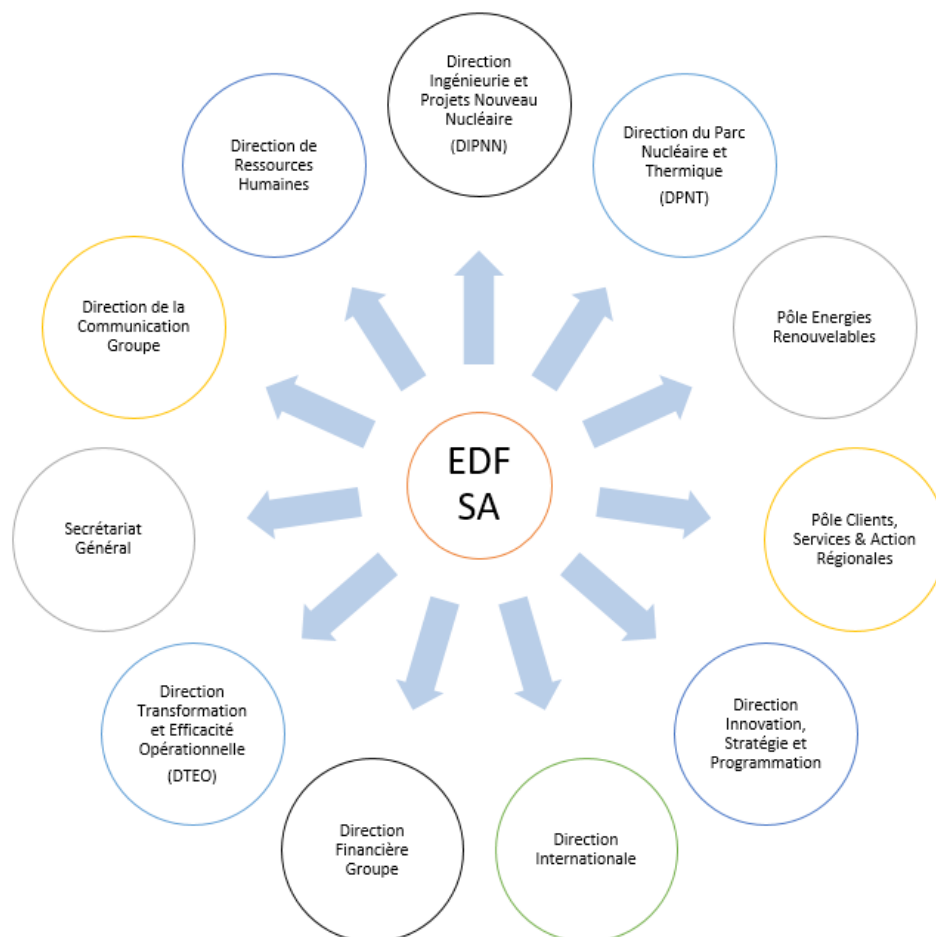 Direction
Ingénierie et
Projets Nouveau
Nucléaire
(DIPNN)
Direction du Parc
Nucléaire et
Thermique
(DPNT)
Pôle Energies
Renouvelables
Pôle Clients,
Services & Action
Régionales
Direction
Innovation,
Stratégie et
Programmation
Direction
Internationale
Direction
Financière
Groupe
Direction
Transformation
et Efficacité
Opérationnelle
(DTEO)
Secrétariat
Général
Direction de la
Communication
Groupe
Direction de
Ressources
Humaines
EDF
SA